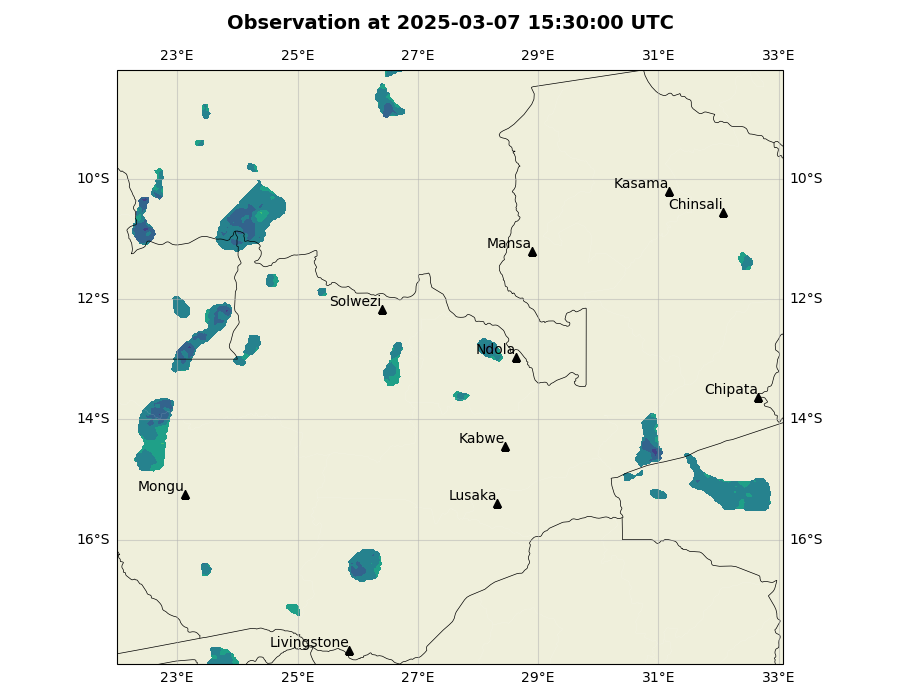 Observation at 2025-03-07 15:30:00 UTC
23°E 25°E 27°E 29°E 31°E 33°E
10°S 10°S
Kasama
Chinsali
Mansa
12°S 12°S
Solwezi
Ndola
Chipata
14°S 14°S
Kabwe
Mongu
Lusaka
16°S 16°S
Livingstone
23°E 25°E 27°E 29°E 31°E 33°E